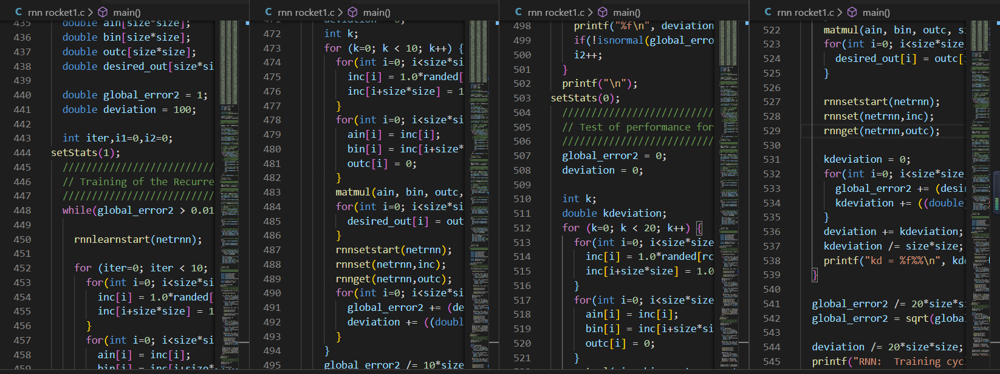 C rnn rocket1.c > main()
435 double ain[size*size];
436 double bin[size*size];
437 double outc[size*size];
438 double desired_out[size*si
439
440 double global_error2 = 1;
441 double deviation = 100;
442
443 int iter,i1=0,i2=0;
444 setStats(1);
445 //////////////////////////
446 // Training of the Recurre
447 //////////////////////////
448 while(global_error2 > 0.01
449
450 rnnlearnstart(netrnn);
451
452 for (iter=0; iter < 10;
453 for(int i=0; i<size*si
454 inc[i] = 1.0*randed[
455 inc[i+size*size] = 1
456 }
457 for(int i=0; i<size*si
458 ain[i] = inc[i];
459 bin[i] = inc[i+size*
C rnn rocket1.c > main()
471 deviation = 0;
472 int k;
473 for (k=0; k < 10; k++) {
474 for(int i=0; i<size*si
475 inc[i] = 1.0*randed[
476 inc[i+size*size] = 1
477 }
478 for(int i=0; i<size*si
479 ain[i] = inc[i];
480 bin[i] = inc[i+size*
481 outc[i] = 0;
482 }
483 matmul(ain, bin, outc,
484 for(int i=0; i<size*si
485 desired_out[i] = out
486 }
487 rnnsetstart(netrnn);
488 rnnset(netrnn,inc);
489 rnnget(netrnn,outc);
490 for(int i=0; i<size*si
491 global_error2 += (de
492 deviation += ((doubl
493 }
494 }
495 global_error2 /= 10*size
C rnn rocket1.c > main()
498 printf("%f\n", deviation
499 if(!isnormal(global_erro
500 i2++;
501 }
502 printf("\n");
503 setStats(0);
504 //////////////////////////
505 // Test of performance for
506 //////////////////////////
507 global_error2 = 0;
508 deviation = 0;
509
510 int k;
511 double kdeviation;
512 for (k=0; k < 20; k++) {
513 for(int i=0; i<size*size
514 inc[i] = 1.0*randed[rc
515 inc[i+size*size] = 1.0
516 }
517 for(int i=0; i<size*size
518 ain[i] = inc[i];
519 bin[i] = inc[i+size*si
520 outc[i] = 0;
521 }
C rnn rocket1.c > main()
522 matmul(ain, bin, outc, si
523 for(int i=0; i<size*size
524 desired_out[i] = outc[i
525 }
526
527 rnnsetstart(netrnn);
528 rnnset(netrnn,inc);
529 rnnget(netrnn,outc);
530
531 kdeviation = 0;
532 for(int i=0; i<size*size
533 global_error2 += (desi
534 kdeviation += ((double
535 }
536 deviation += kdeviation;
537 kdeviation /= size*size;
538 printf("kd = %f%%\n", kde
539 }
540
541 global_error2 /= 20*size*s
542 global_error2 = sqrt(globa
543
544 deviation /= 20*size*size;
545 printf("RNN:  Training cyc